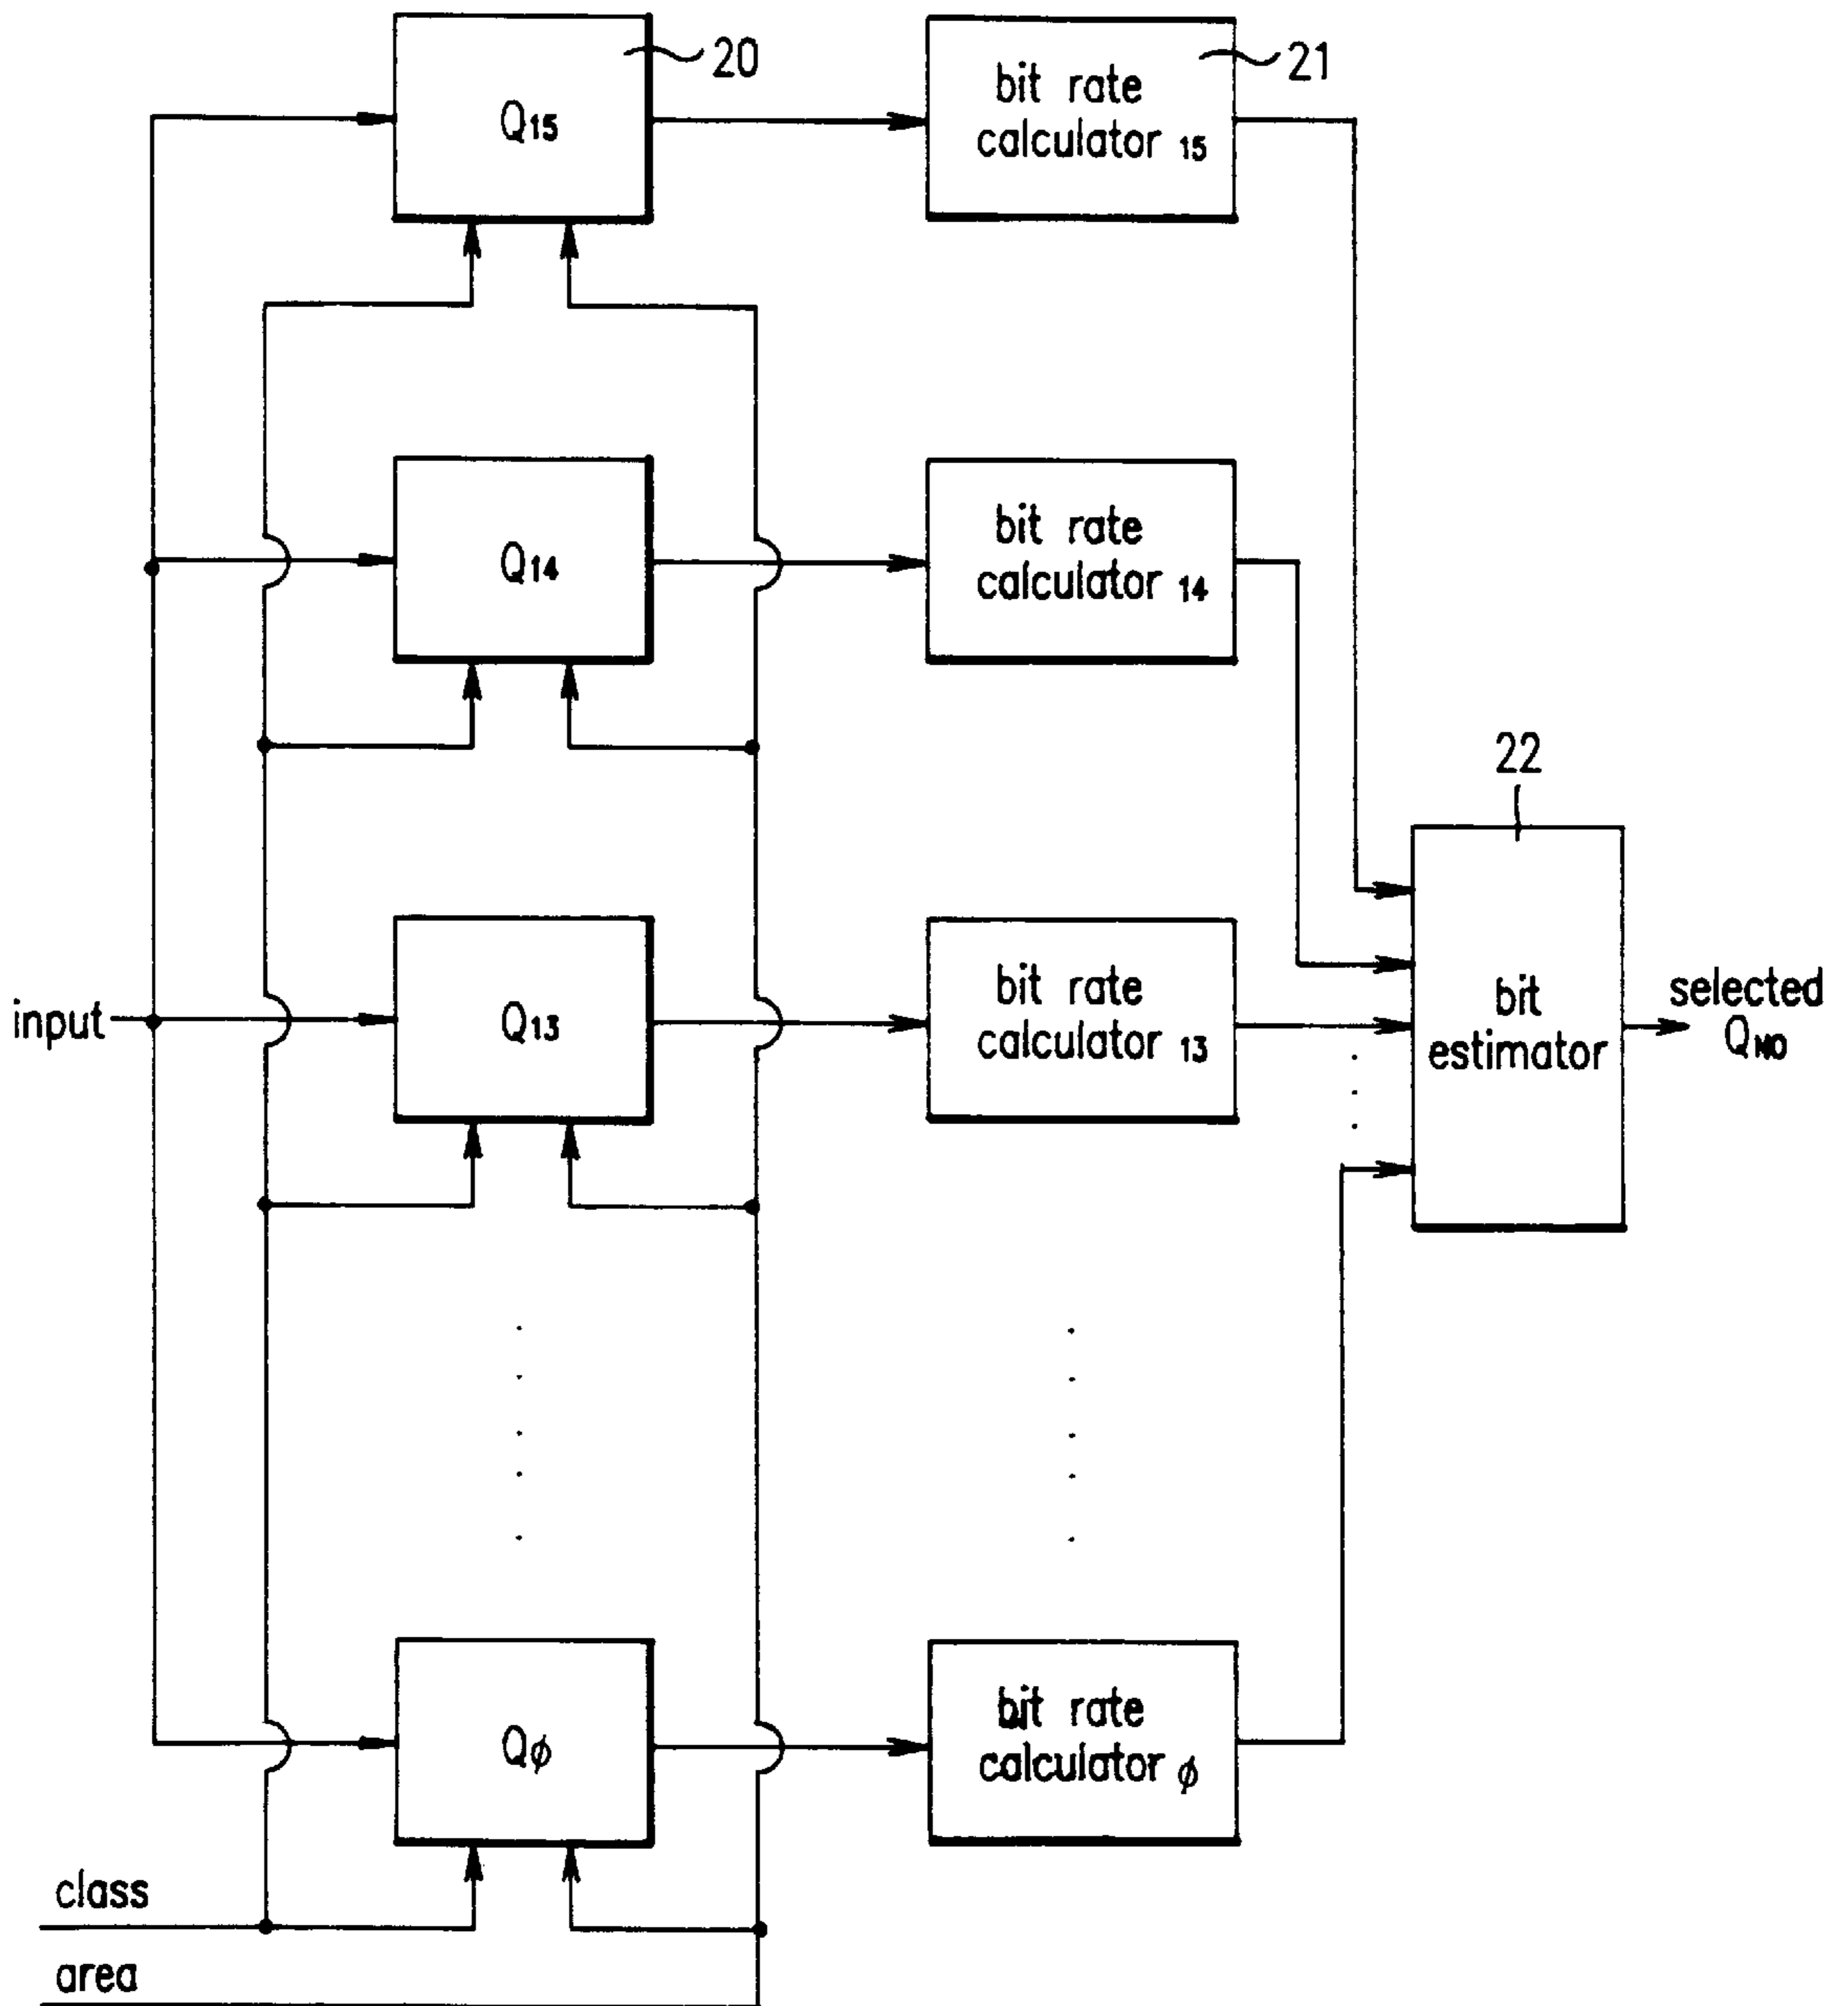 20
21
Q15
bit rate
calculator 15
Q14
bit rate
calculator 14
22
input
Q13
bit rate
calculator 13
bit
estimator
selected
QNO
Qϕ
bit rate
calculator ϕ
class
area